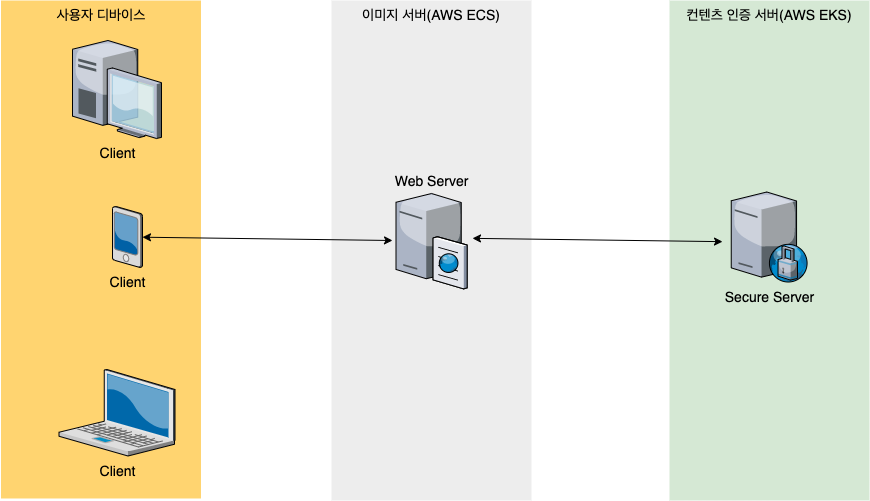 사용자 디바이스
이미지 서버(AWS ECS)
컨텐츠 인증 서버(AWS EKS)
Client
Web Server
Client
Secure Server
Client